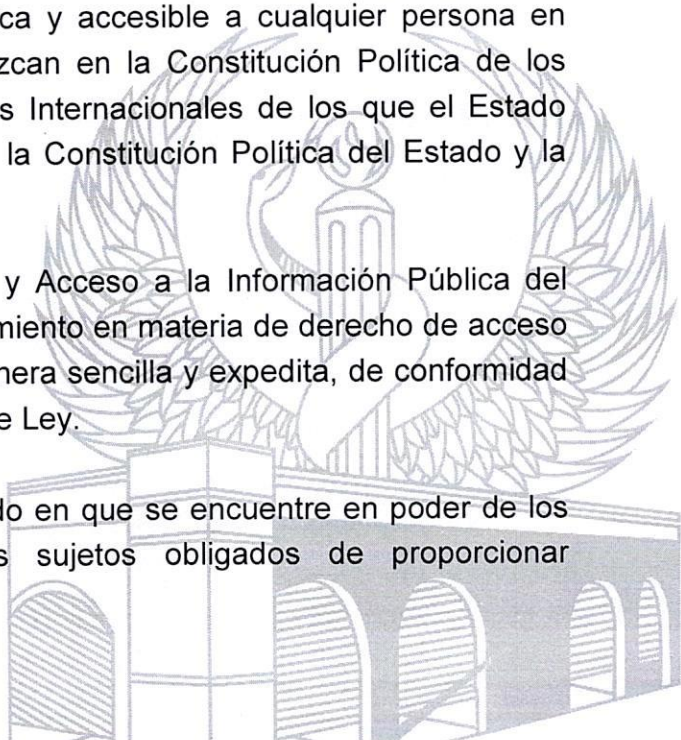 ca y accesible a cualquier persona en
zcan en la Constitución Política de los
s Internacionales de los que el Estado
la Constitución Política del Estado y la
y Acceso a la Información Pública del
miento en materia de derecho de acceso
nera sencilla y expedita, de conformidad
e Ley.
do en que se encuentre en poder de los
s sujetos obligados de proporcionar